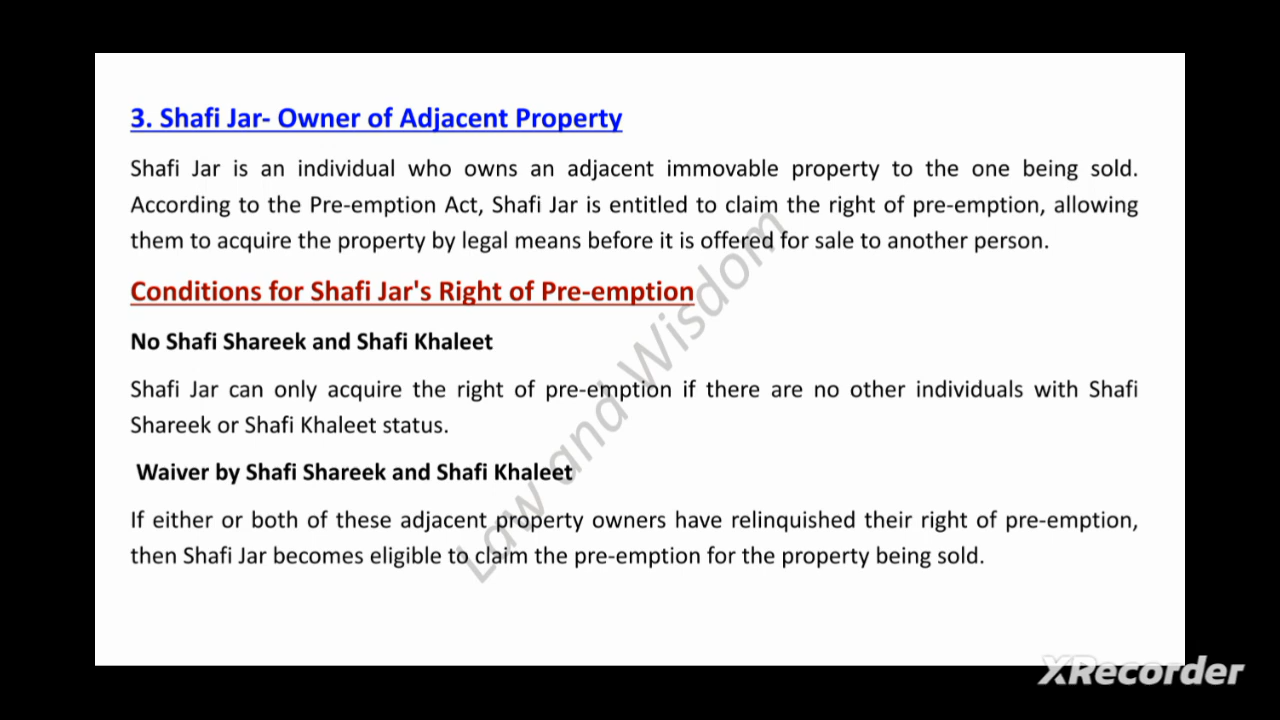 3. Shafi Jar- Owner of Adjacent Property
Shafi Jar is an individual who owns an adjacent immovable property to the one being sold.
According to the Pre-emption Act, Shafi Jar is entitled to claim the right of pre-emption, allowing
them to acquire the property by legal means before it is offered for sale to another person.
Conditions for Shafi Jar's Right of Pre-emption
No Shafi Shareek and Shafi Khaleet
Shafi Jar can only acquire the right of pre-emption if there are no other individuals with Shafi
Shareek or Shafi Khaleet status.
Waiver by Shafi Shareek and Shafi Khaleet
If either or both of these adjacent property owners have relinquished their right of pre-emption,
then Shafi Jar becomes eligible to claim the pre-emption for the property being sold.
Law and Wisdom
XRecorder